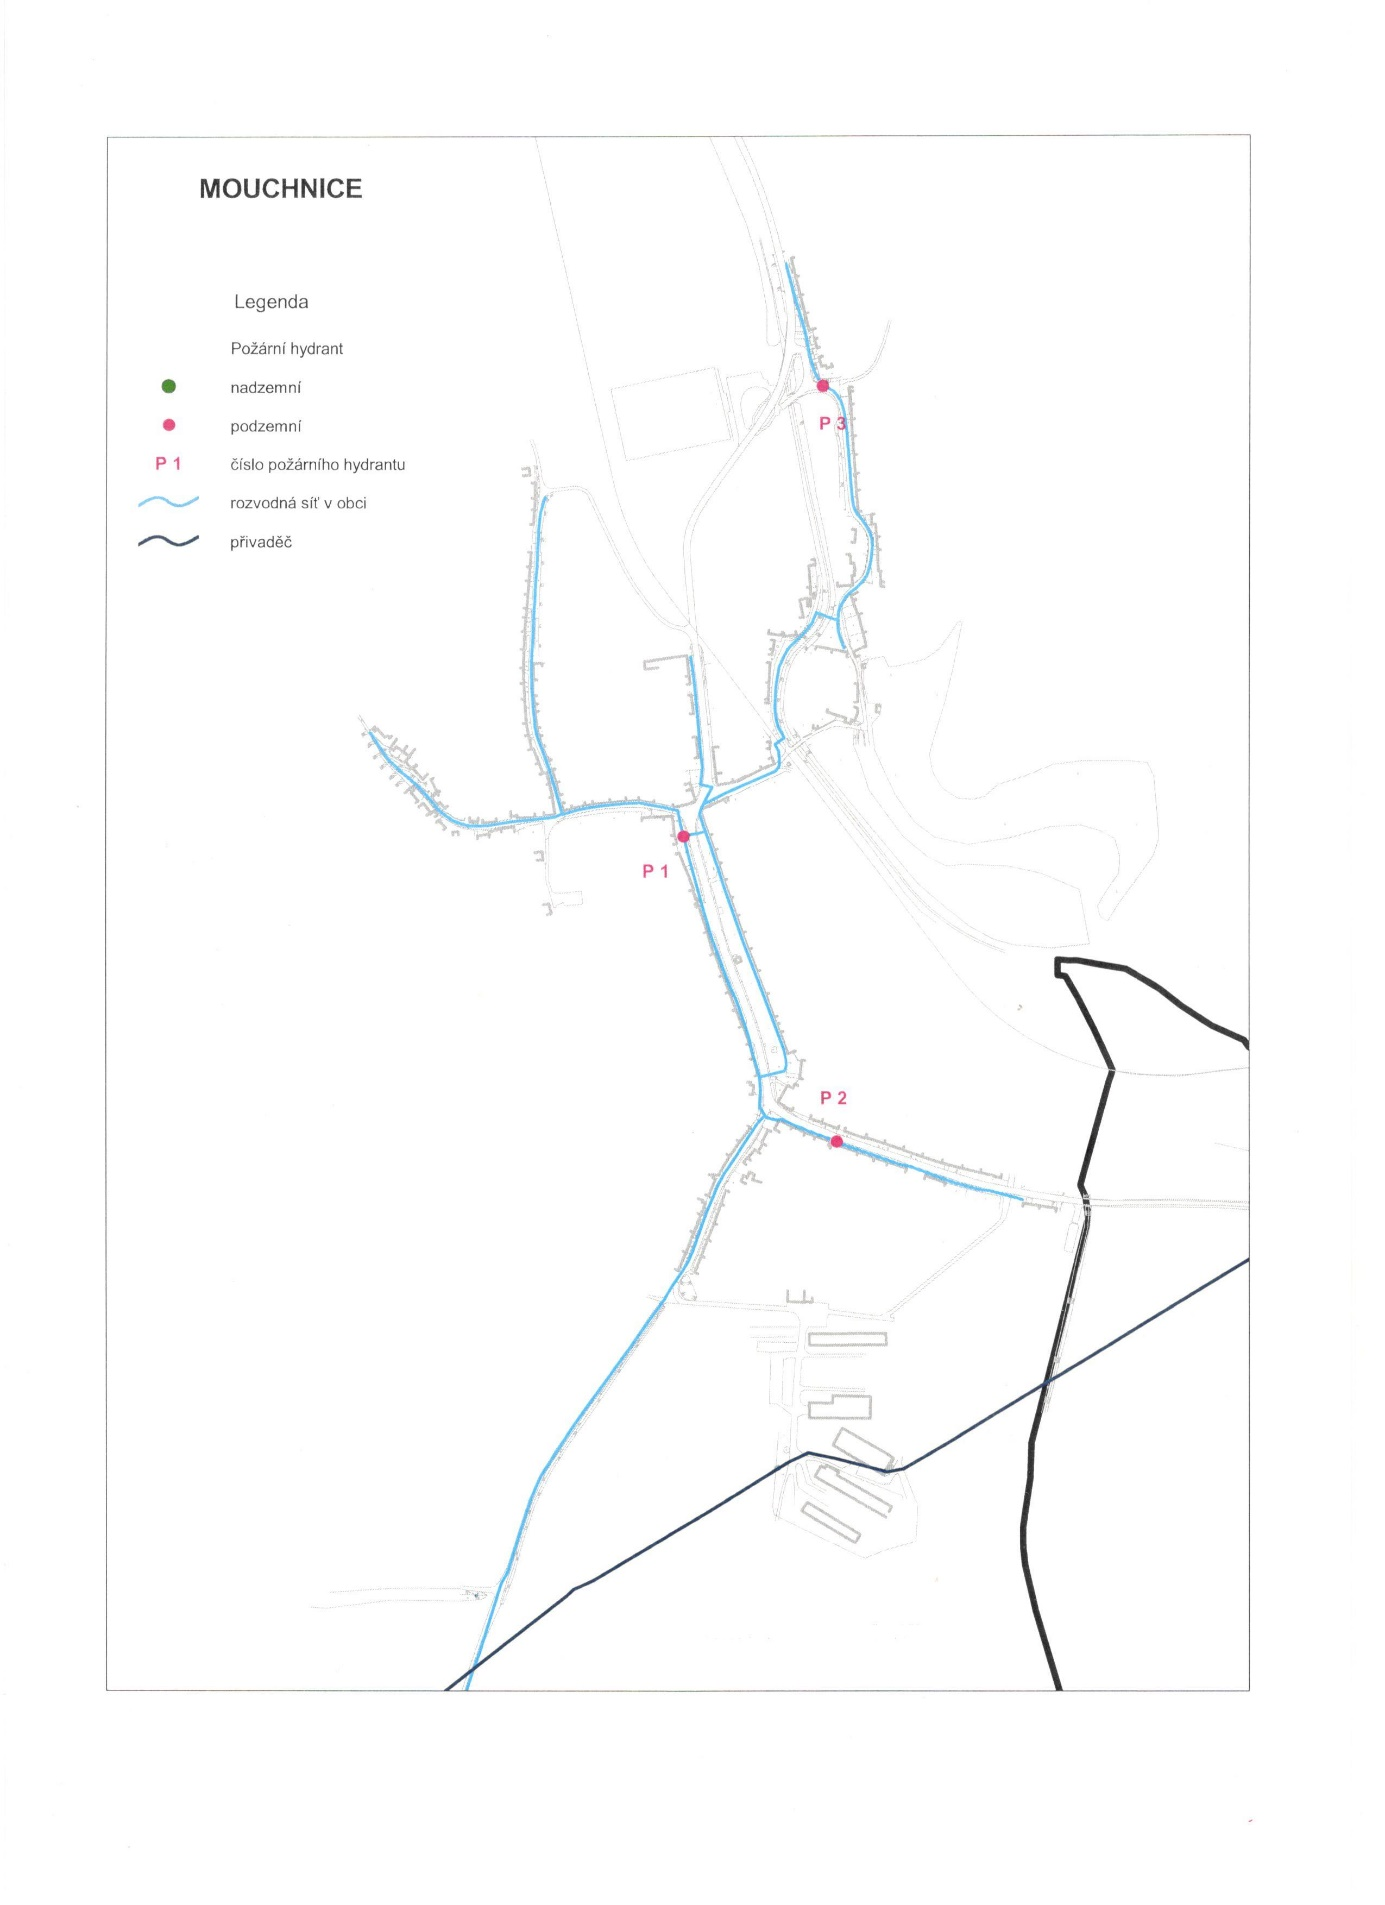 MOUCHNICE
Legenda
Požární hydrant
nadzemní
podzemní
P 1 číslo požárního hydrantu
rozvodná síť v obci
přivaděč
P 3
P 1
P 2